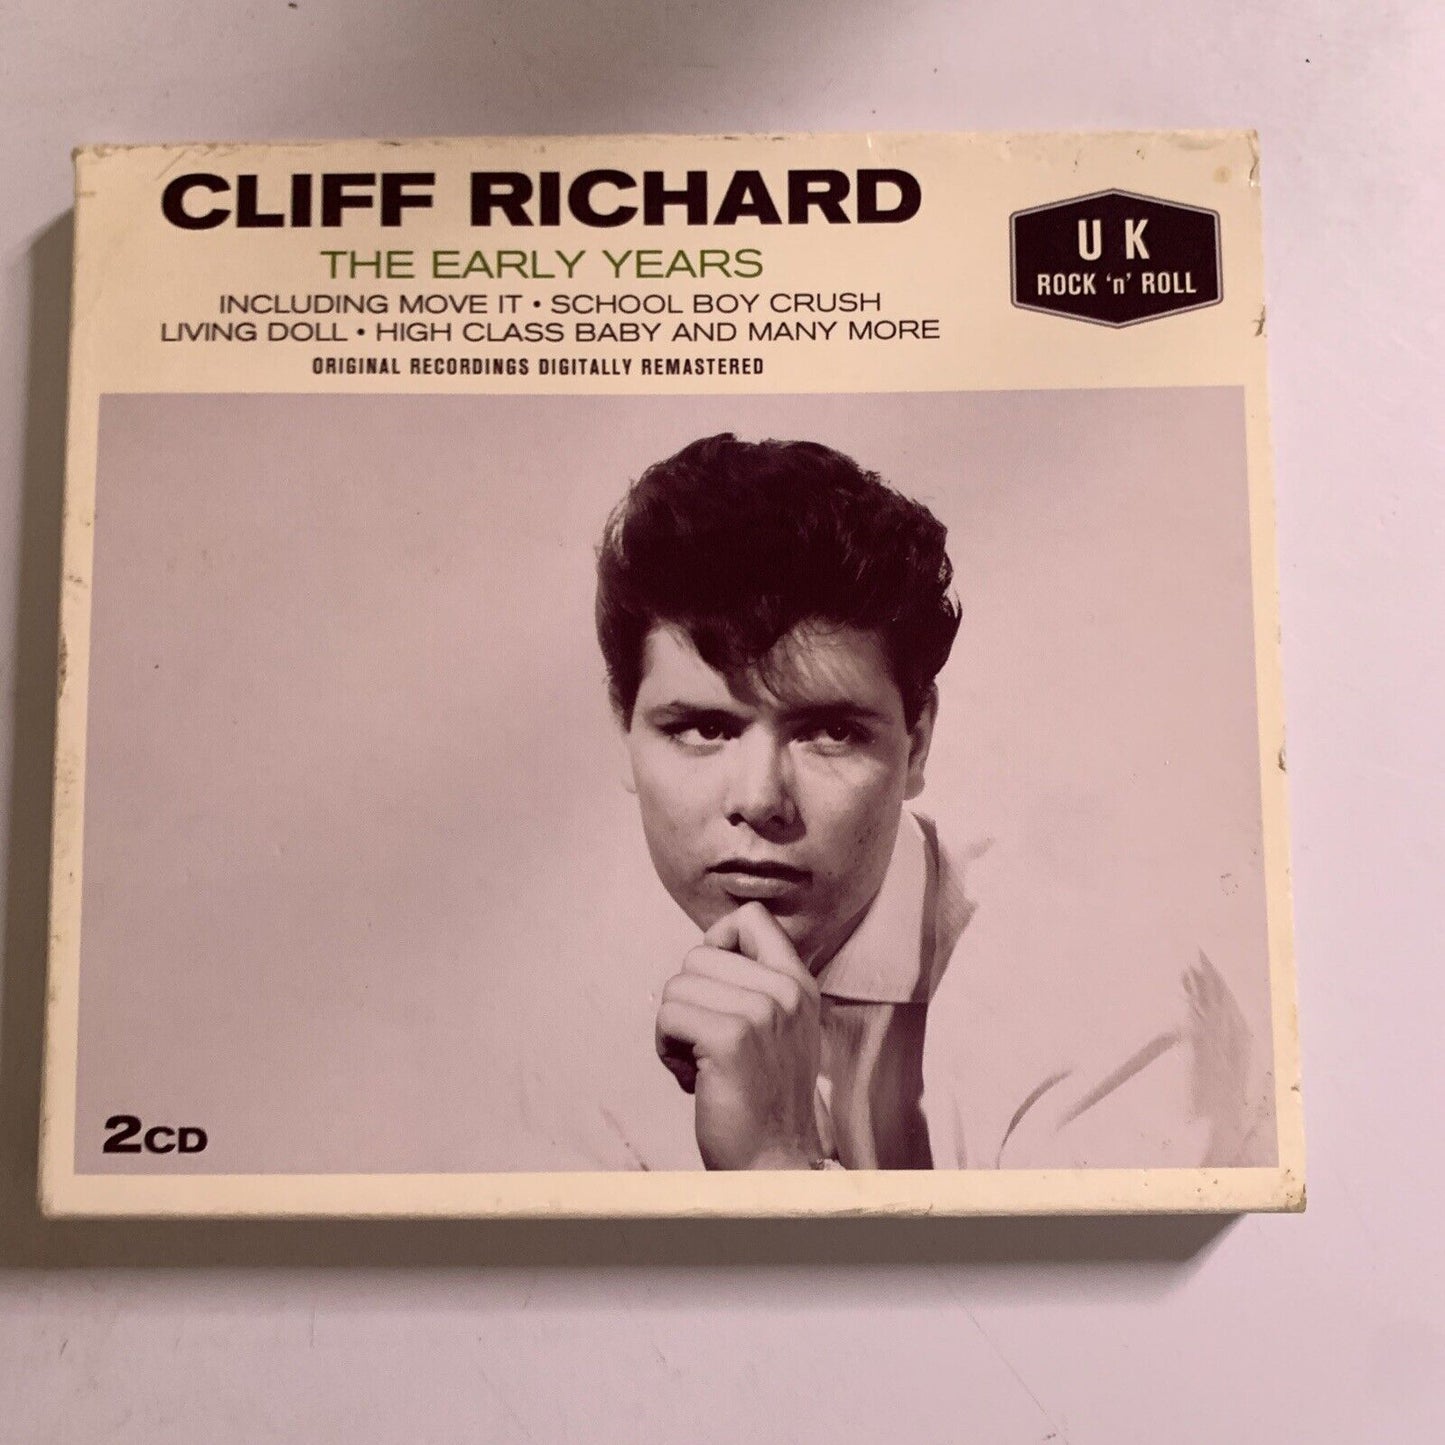 CLIFF RICHARD
THE EARLY YEARS
INCLUDING MOVE IT • SCHOOL BOY CRUSH
LIVING DOLL • HIGH CLASS BABY AND MANY MORE
ORIGINAL RECORDINGS DIGITALLY REMASTERED
U K
ROCK 'n' ROLL
2CD